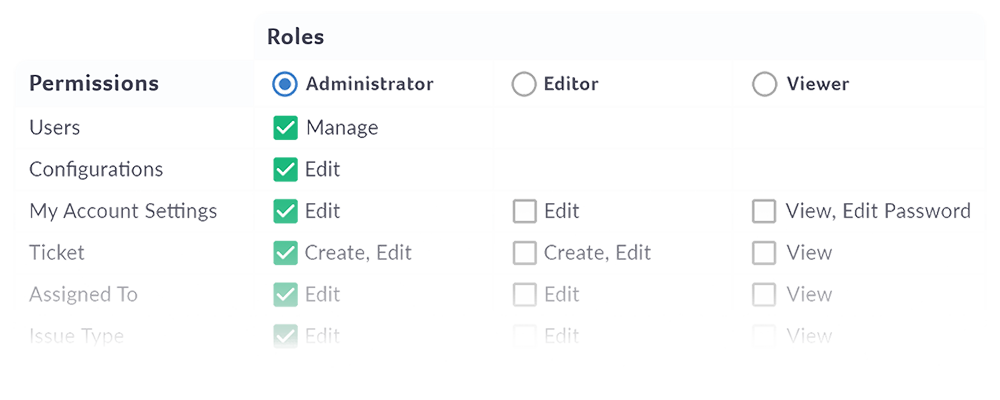 Roles
Permissions Administrator Editor Viewer
Users Manage
Configurations Edit
My Account Settings Edit Edit View, Edit Password
Ticket Create, Edit Create, Edit View
Assigned To Edit Edit View
Issue Type Edit Edit View